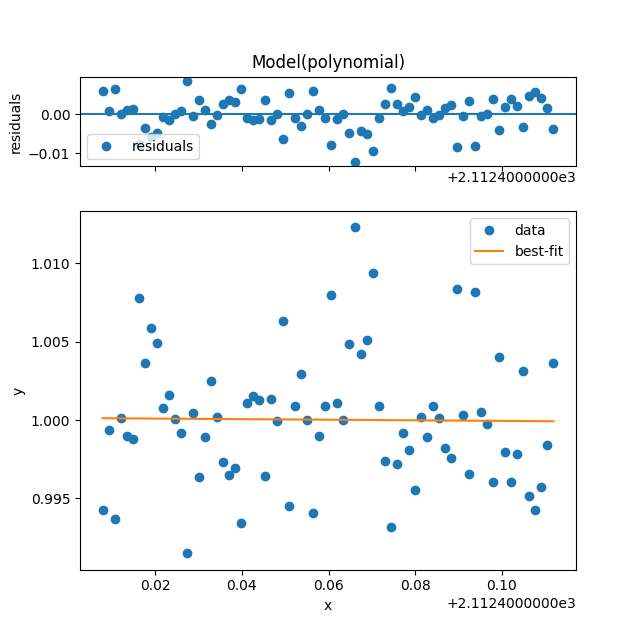 Model(polynomial)
residuals
0.00
−0.01
residuals
+2.1124000000e3
y
1.010
1.005
1.000
0.995
data
best-fit
0.02
0.04
0.06
0.08
0.10
x
+2.1124000000e3